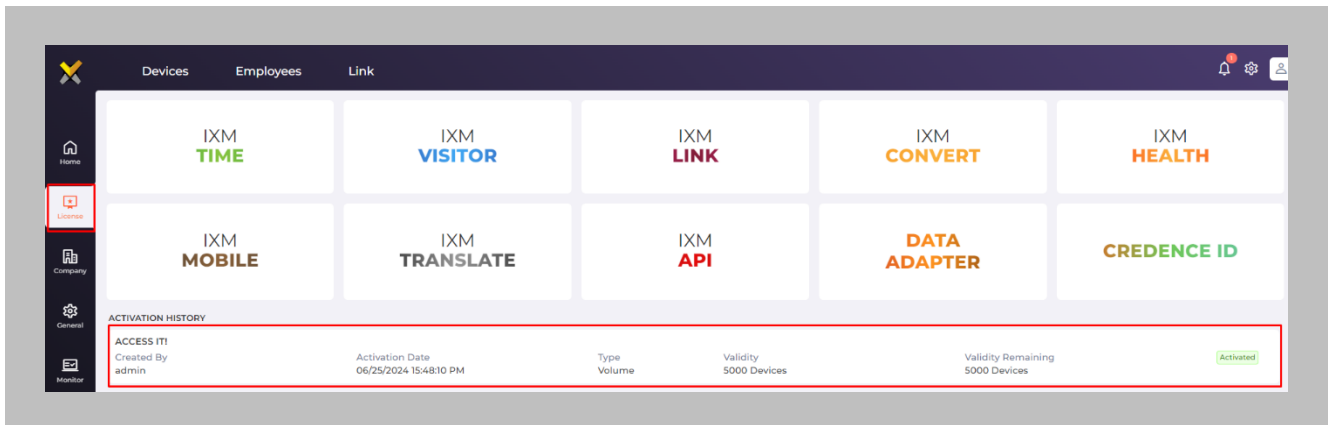 Devices Employees Link
1
Home
License
Company
General
Monitor
IXM
TIME
IXM
VISITOR
IXM
LINK
IXM
CONVERT
IXM
HEALTH
IXM
MOBILE
IXM
TRANSLATE
IXM
API
DATA
ADAPTER
CREDENCE ID
ACTIVATION HISTORY
ACCESS IT!
Created By Activation Date Type Validity Validity Remaining Activated
admin 06/25/2024 15:48:10 PM Volume 5000 Devices 5000 Devices